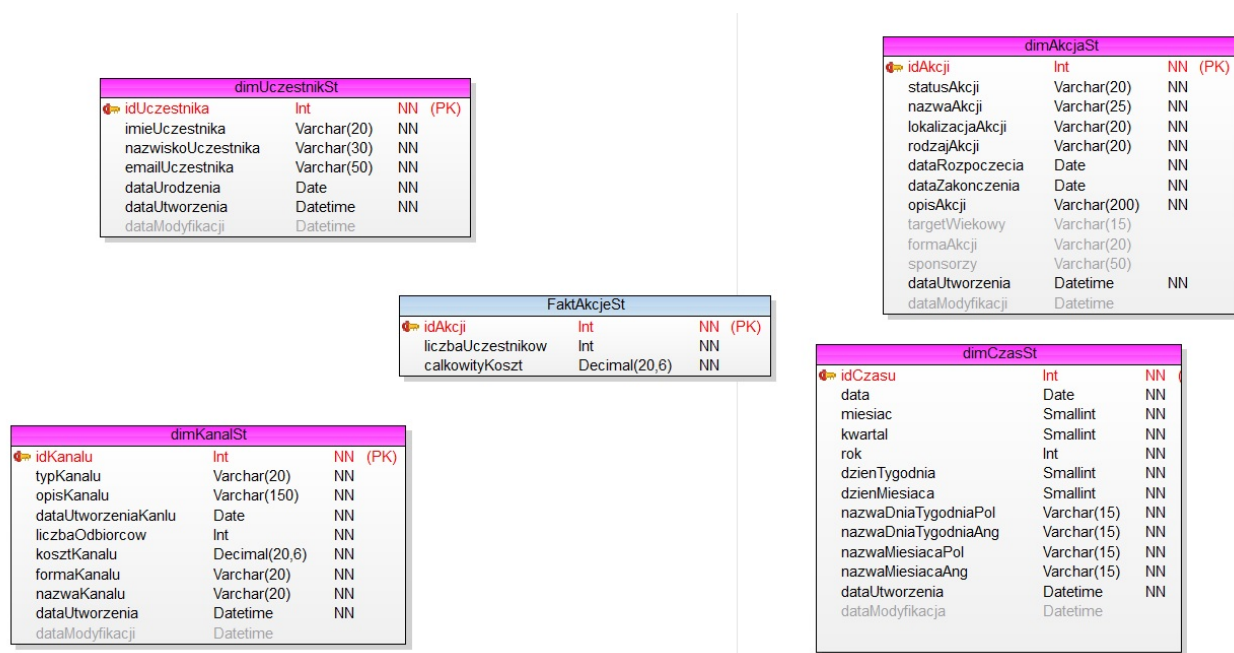 dimUczestnikSt
idUczestnika Int NN (PK)
imieUczestnika Varchar(20) NN
nazwiskoUczestnika Varchar(30) NN
emailUczestnika Varchar(50) NN
dataUrodzenia Date NN
dataUtworzenia Datetime NN
dataModyfikacji Datetime
dimAkcjaSt
idAkcji Int NN (PK)
statusAkcji Varchar(20) NN
nazwaAkcji Varchar(25) NN
lokalizacjaAkcji Varchar(20) NN
rodzajAkcji Varchar(20) NN
dataRozpoczecia Date NN
dataZakonczenia Date NN
opisAkcji Varchar(200) NN
targetWiekowy Varchar(15)
formaAkcji Varchar(20)
sponsorzy Varchar(50)
dataUtworzenia Datetime NN
dataModyfikacji Datetime
FaktAkcjeSt
idAkcji Int NN (PK)
liczbaUczestnikow Int NN
calkowityKoszt Decimal(20,6) NN
dimKanalSt
idKanalu Int NN (PK)
typKanalu Varchar(20) NN
opisKanalu Varchar(150) NN
dataUtworzeniaKanlu Date NN
liczbaOdbiorcow Int NN
kosztKanalu Decimal(20,6) NN
formaKanalu Varchar(20) NN
nazwaKanalu Varchar(20) NN
dataUtworzenia Datetime NN
dataModyfikacji Datetime
dimCzasSt
idCzasu Int NN (
data Date NN
miesiac Smallint NN
kwartal Smallint NN
rok Int NN
dzienTygodnia Smallint NN
dzienMiesiaca Smallint NN
nazwaDniaTygodniaPol Varchar(15) NN
nazwaDniaTygodniaAng Varchar(15) NN
nazwaMiesiacaPol Varchar(15) NN
nazwaMiesiacaAng Varchar(15) NN
dataUtworzenia Datetime NN
dataModyfikacja Datetime